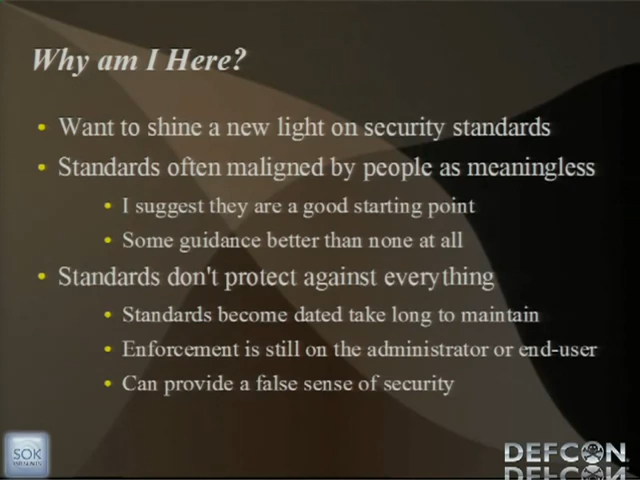 Why am I Here?
Want to shine a new light on security standards
Standards often maligned by people as meaningless
I suggest they are a good starting point
Some guidance better than none at all
Standards don't protect against everything
Standards become dated take long to maintain
Enforcement is still on the administrator or end-user
Can provide a false sense of security
SOK
DEFCON